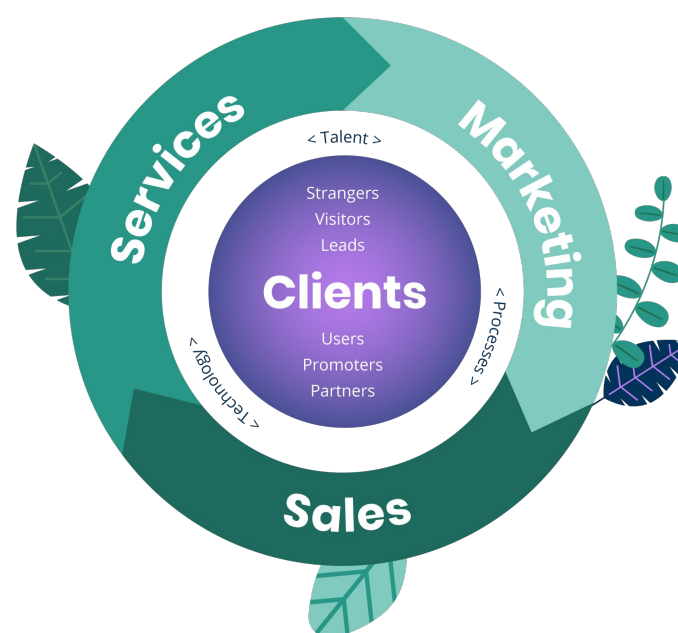 Services
Marketing
< Talent >
Strangers
Visitors
Leads
Clients
Users
Promoters
Partners
< Processes >
< Technology >
Sales